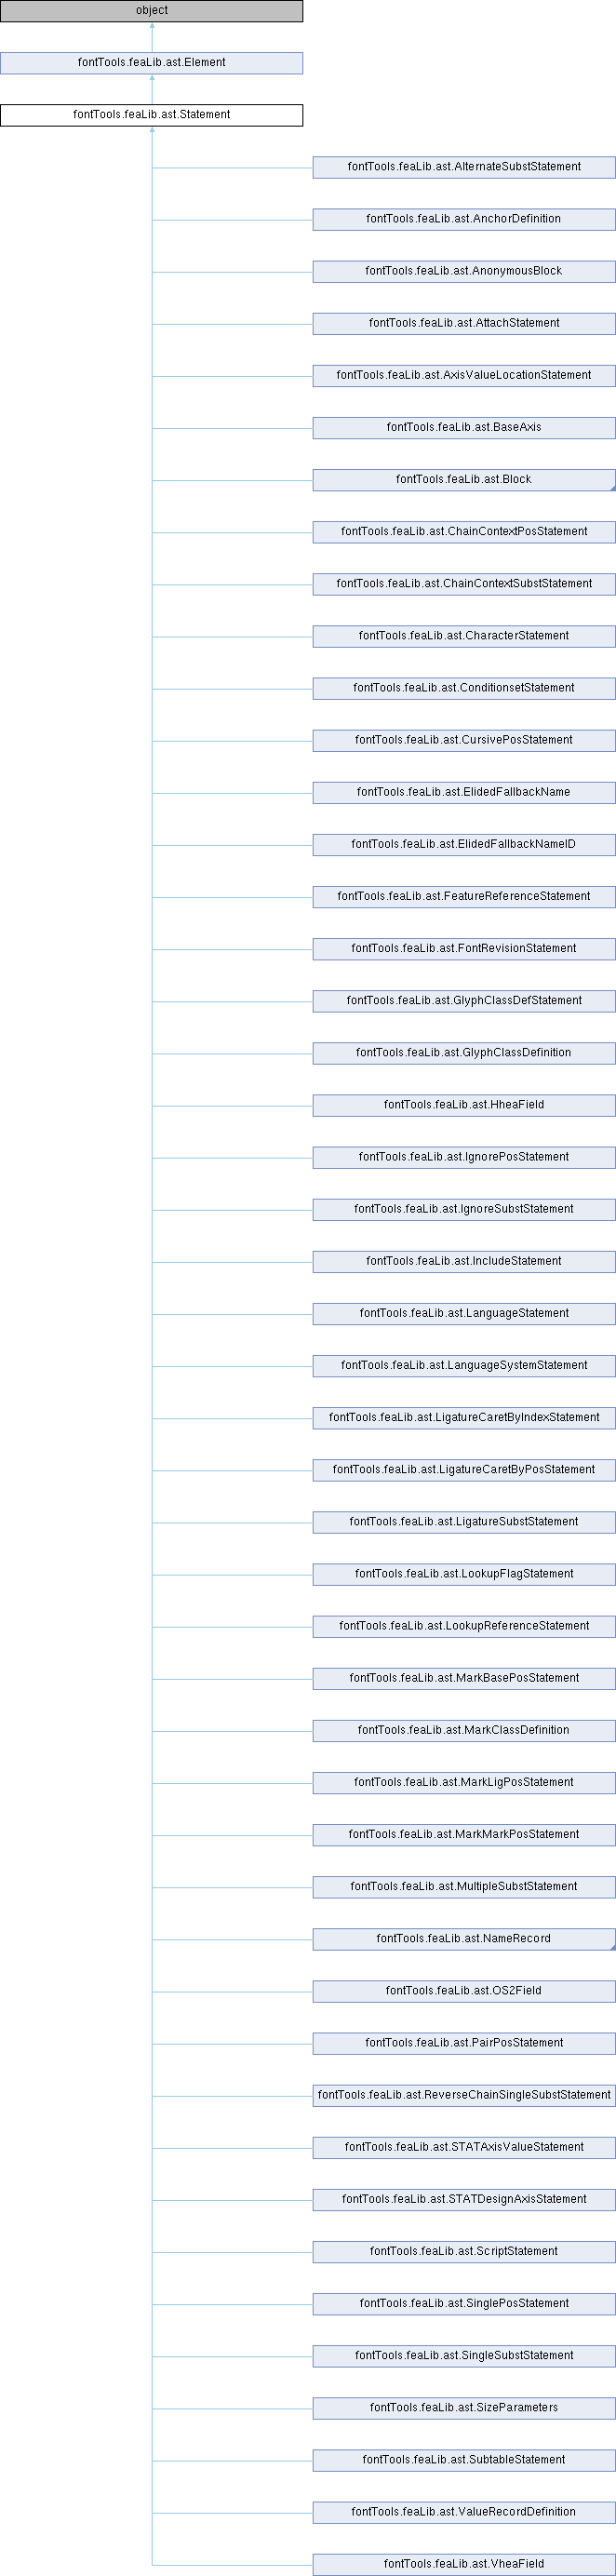 object
fontTools.feaLib.ast.Element
fontTools.feaLib.ast.Statement
fontTools.feaLib.ast.AlternateSubstStatement
fontTools.feaLib.ast.AnchorDefinition
fontTools.feaLib.ast.AnonymousBlock
fontTools.feaLib.ast.AttachStatement
fontTools.feaLib.ast.AxisValueLocationStatement
fontTools.feaLib.ast.BaseAxis
fontTools.feaLib.ast.Block
fontTools.feaLib.ast.ChainContextPosStatement
fontTools.feaLib.ast.ChainContextSubstStatement
fontTools.feaLib.ast.CharacterStatement
fontTools.feaLib.ast.ConditionsetStatement
fontTools.feaLib.ast.CursivePosStatement
fontTools.feaLib.ast.ElidedFallbackName
fontTools.feaLib.ast.ElidedFallbackNameID
fontTools.feaLib.ast.FeatureReferenceStatement
fontTools.feaLib.ast.FontRevisionStatement
fontTools.feaLib.ast.GlyphClassDefStatement
fontTools.feaLib.ast.GlyphClassDefinition
fontTools.feaLib.ast.HheaField
fontTools.feaLib.ast.IgnorePosStatement
fontTools.feaLib.ast.IgnoreSubstStatement
fontTools.feaLib.ast.IncludeStatement
fontTools.feaLib.ast.LanguageStatement
fontTools.feaLib.ast.LanguageSystemStatement
fontTools.feaLib.ast.LigatureCaretByIndexStatement
fontTools.feaLib.ast.LigatureCaretByPosStatement
fontTools.feaLib.ast.LigatureSubstStatement
fontTools.feaLib.ast.LookupFlagStatement
fontTools.feaLib.ast.LookupReferenceStatement
fontTools.feaLib.ast.MarkBasePosStatement
fontTools.feaLib.ast.MarkClassDefinition
fontTools.feaLib.ast.MarkLigPosStatement
fontTools.feaLib.ast.MarkMarkPosStatement
fontTools.feaLib.ast.MultipleSubstStatement
fontTools.feaLib.ast.NameRecord
fontTools.feaLib.ast.OS2Field
fontTools.feaLib.ast.PairPosStatement
fontTools.feaLib.ast.ReverseChainSingleSubstStatement
fontTools.feaLib.ast.STATAxisValueStatement
fontTools.feaLib.ast.STATDesignAxisStatement
fontTools.feaLib.ast.ScriptStatement
fontTools.feaLib.ast.SinglePosStatement
fontTools.feaLib.ast.SingleSubstStatement
fontTools.feaLib.ast.SizeParameters
fontTools.feaLib.ast.SubtableStatement
fontTools.feaLib.ast.ValueRecordDefinition
fontTools.feaLib.ast.VheaField